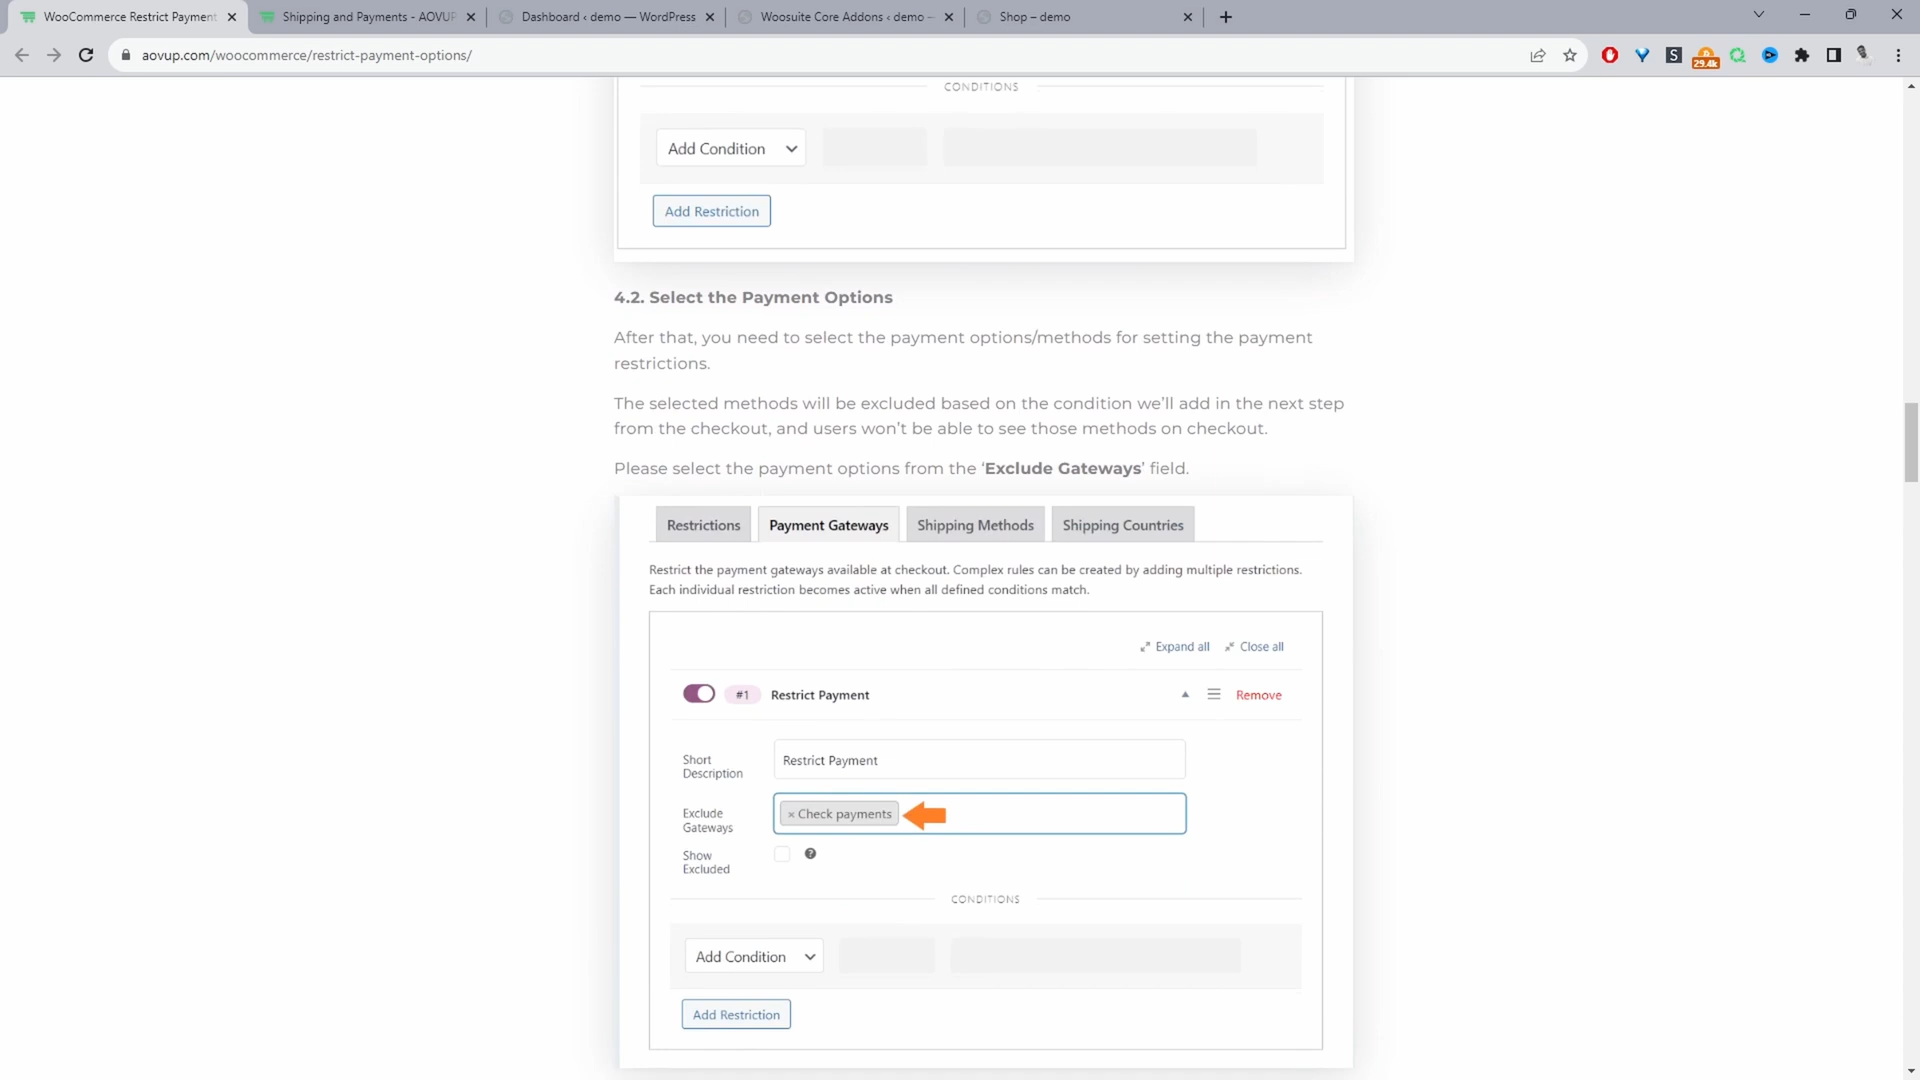 WooCommerce Restrict Payment
Shipping and Payments - AOVUP
Dashboard ‹ demo — WordPress
Woosuite Core Addons ‹ demo –
Shop – demo
aovup.com/woocommerce/restrict-payment-options/
S
29.4k
CONDITIONS
Add Condition
Add Restriction
4.2. Select the Payment Options
After that, you need to select the payment options/methods for setting the payment
restrictions.
The selected methods will be excluded based on the condition we'll add in the next step
from the checkout, and users won't be able to see those methods on checkout.
Please select the payment options from the ‘Exclude Gateways’ field.
Restrictions
Payment Gateways
Shipping Methods
Shipping Countries
Restrict the payment gateways available at checkout. Complex rules can be created by adding multiple restrictions.
Each individual restriction becomes active when all defined conditions match.
Expand all
Close all
#1
Restrict Payment
Remove
Short
Description
Restrict Payment
Exclude
Gateways
× Check payments
Show
Excluded
?
CONDITIONS
Add Condition
Add Restriction